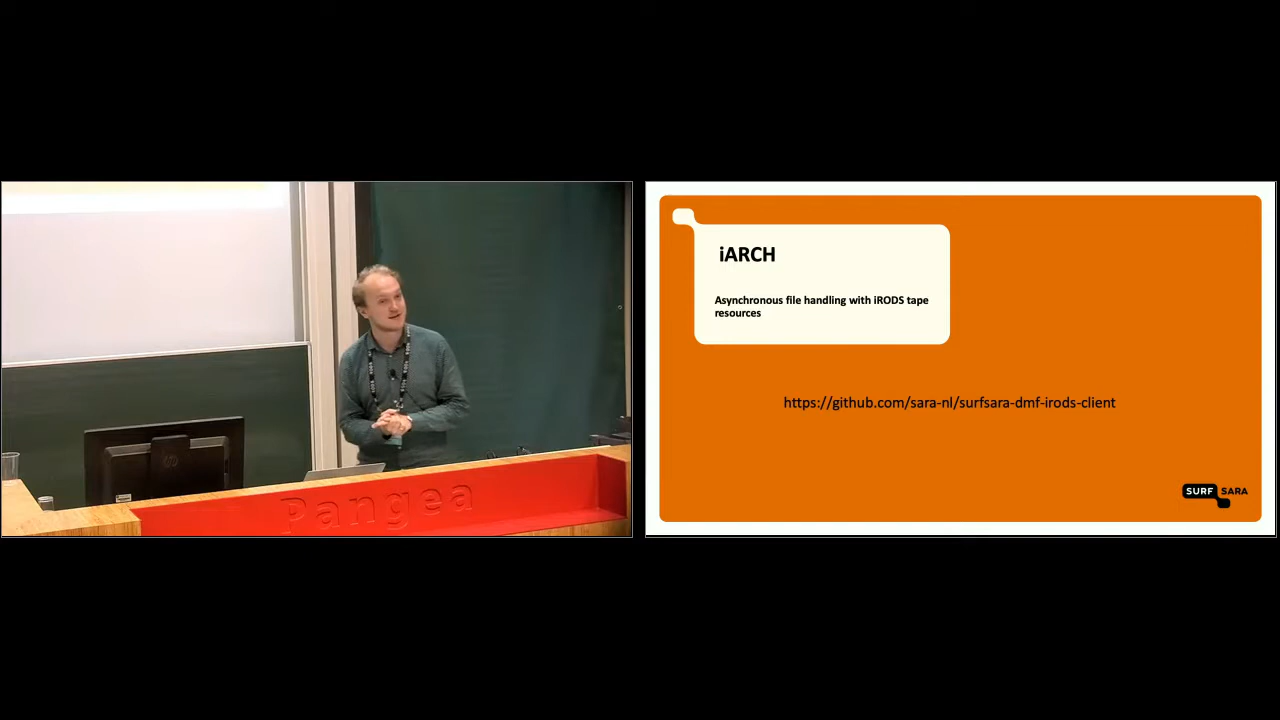 Pangea
iARCH
Asynchronous file handling with iRODS tape
resources
https://github.com/sara-nl/surfsara-dmf-irods-client
SURF SARA